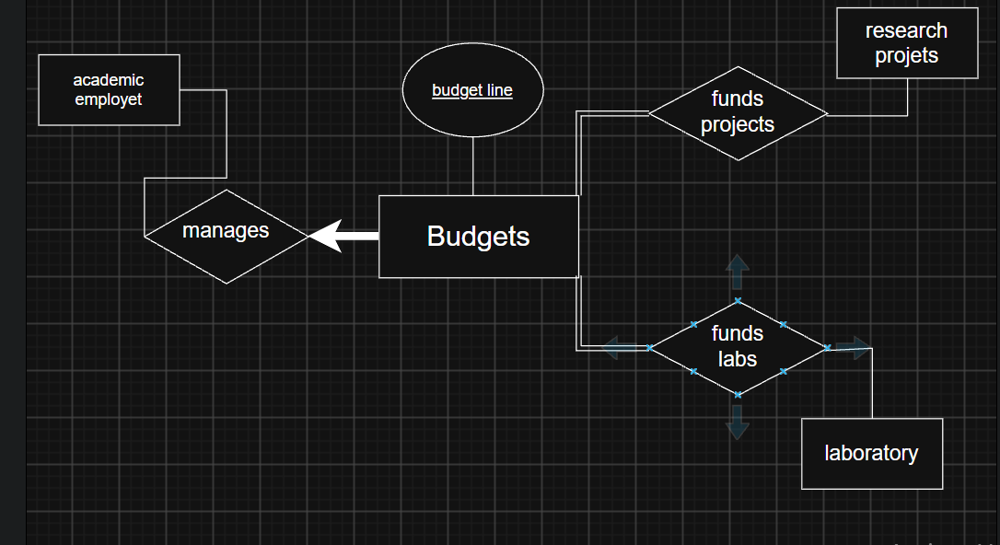 research
projets
academic
employet
budget line
funds
projects
manages
Budgets
funds
labs
laboratory